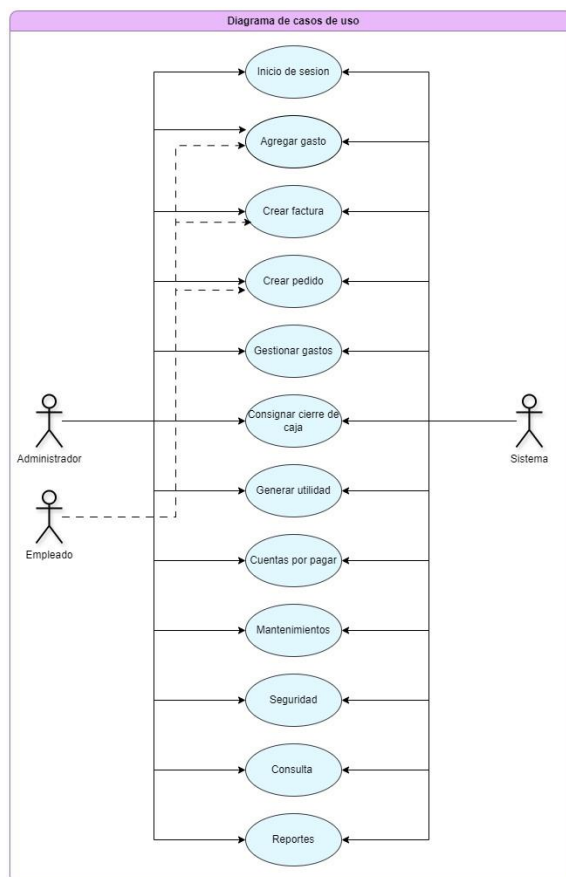 Diagrama de casos de uso
Inicio de sesion
Agregar gasto
Crear factura
Crear pedido
Gestionar gastos
Consignar cierre de
caja
Administrador
Sistema
Generar utilidad
Empleado
Cuentas por pagar
Mantenimientos
Seguridad
Consulta
Reportes